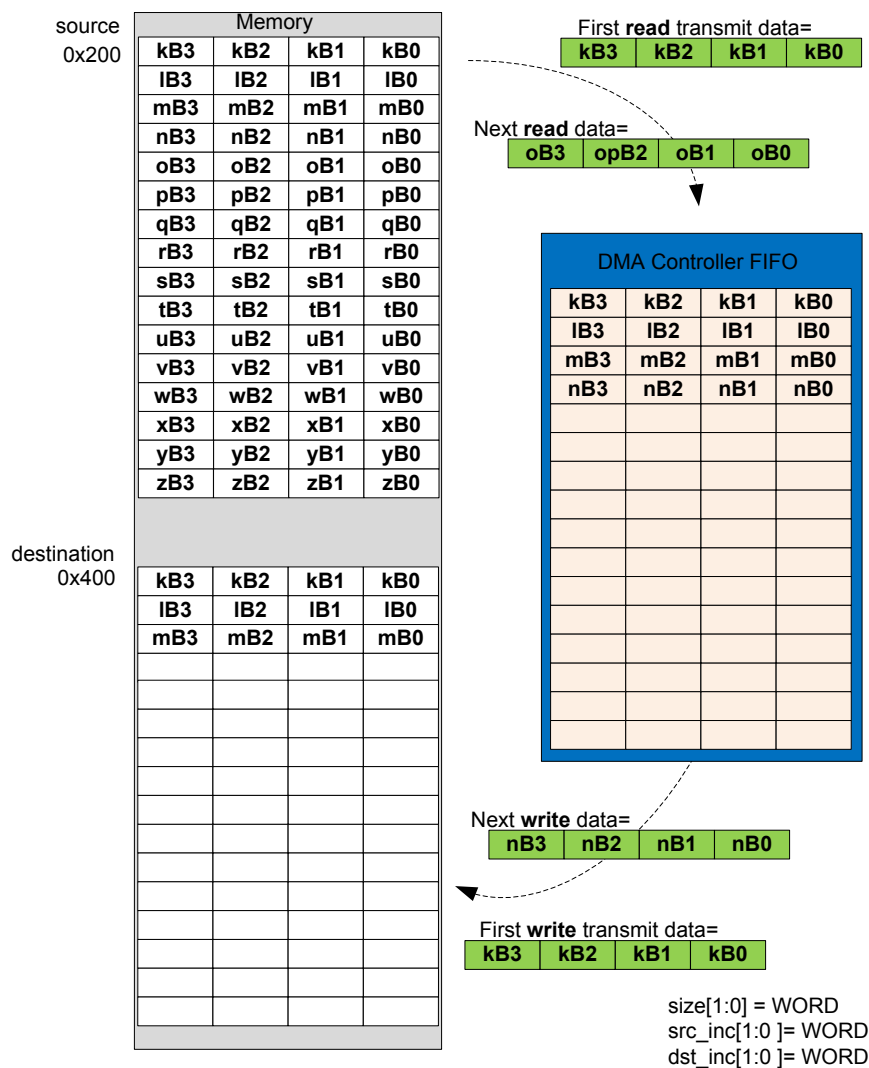 source
0x200
Memory
kB3 kB2 kB1 kB0
lB3 lB2 lB1 lB0
mB3 mB2 mB1 mB0
nB3 nB2 nB1 nB0
oB3 oB2 oB1 oB0
pB3 pB2 pB1 pB0
qB3 qB2 qB1 qB0
rB3 rB2 rB1 rB0
sB3 sB2 sB1 sB0
tB3 tB2 tB1 tB0
uB3 uB2 uB1 uB0
vB3 vB2 vB1 vB0
wB3 wB2 wB1 wB0
xB3 xB2 xB1 xB0
yB3 yB2 yB1 yB0
zB3 zB2 zB1 zB0
destination
0x400
kB3 kB2 kB1 kB0
lB3 lB2 lB1 lB0
mB3 mB2 mB1 mB0
First read transmit data=
kB3 kB2 kB1 kB0
Next read data=
oB3 opB2 oB1 oB0
DMA Controller FIFO
kB3 kB2 kB1 kB0
lB3 lB2 lB1 lB0
mB3 mB2 mB1 mB0
nB3 nB2 nB1 nB0
Next write data=
nB3 nB2 nB1 nB0
First write transmit data=
kB3 kB2 kB1 kB0
size[1:0] = WORD
src_inc[1:0 ]= WORD
dst_inc[1:0 ]= WORD